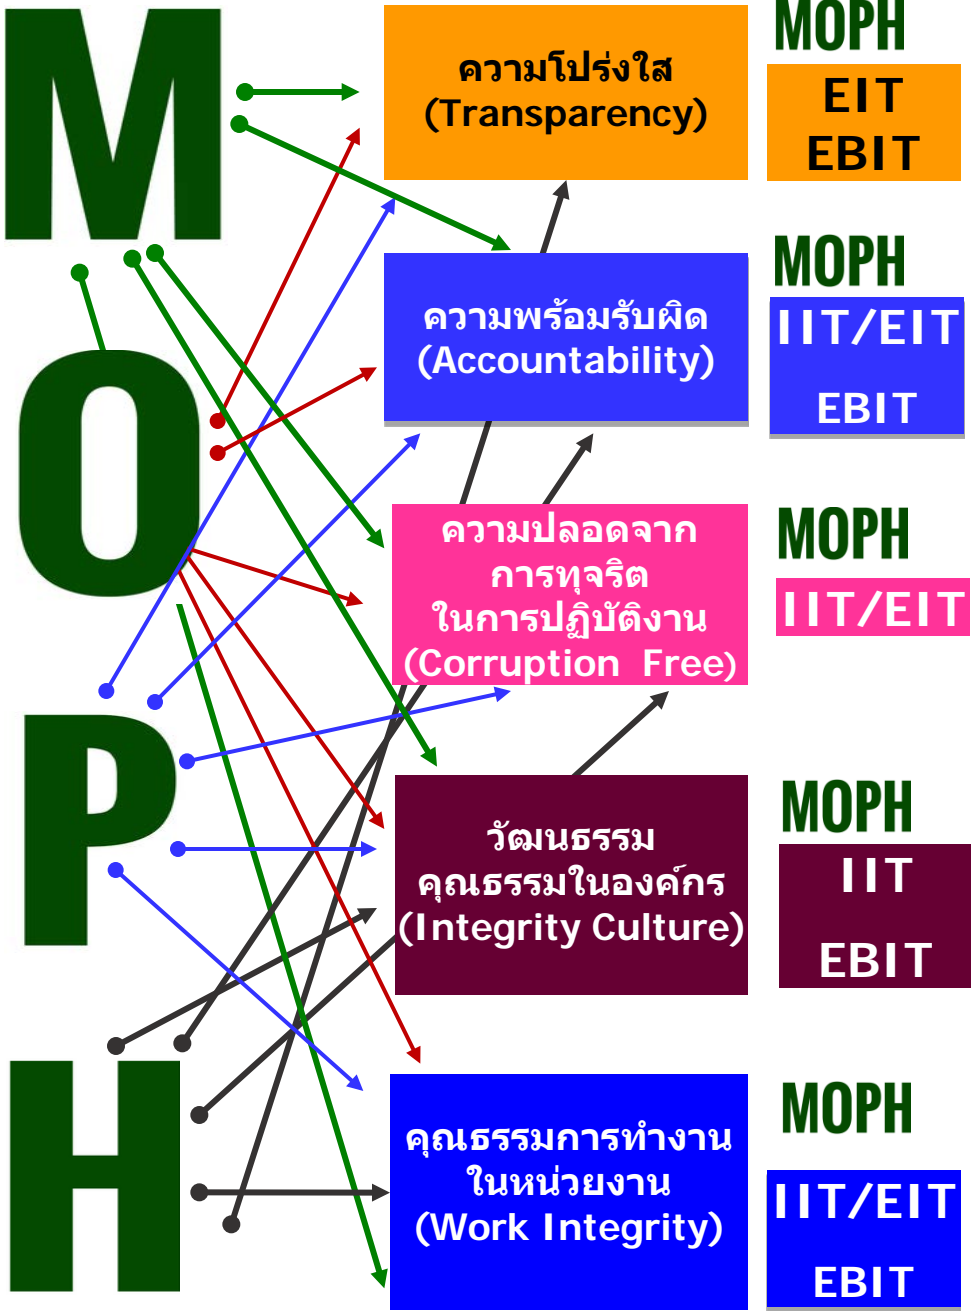 M
O
P
H
ความโปร่งใส
(Transparency)
MOPH
EIT
EBIT
ความพร้อมรับผิด
(Accountability)
MOPH
IIT/EIT
EBIT
ความปลอดจาก
การทุจริต
ในการปฏิบัติงาน
(Corruption Free)
MOPH
IIT/EIT
วัฒนธรรม
คุณธรรมในองค์กร
(Integrity Culture)
MOPH
IIT
EBIT
คุณธรรมการทำงาน
ในหน่วยงาน
(Work Integrity)
MOPH
IIT/EIT
EBIT